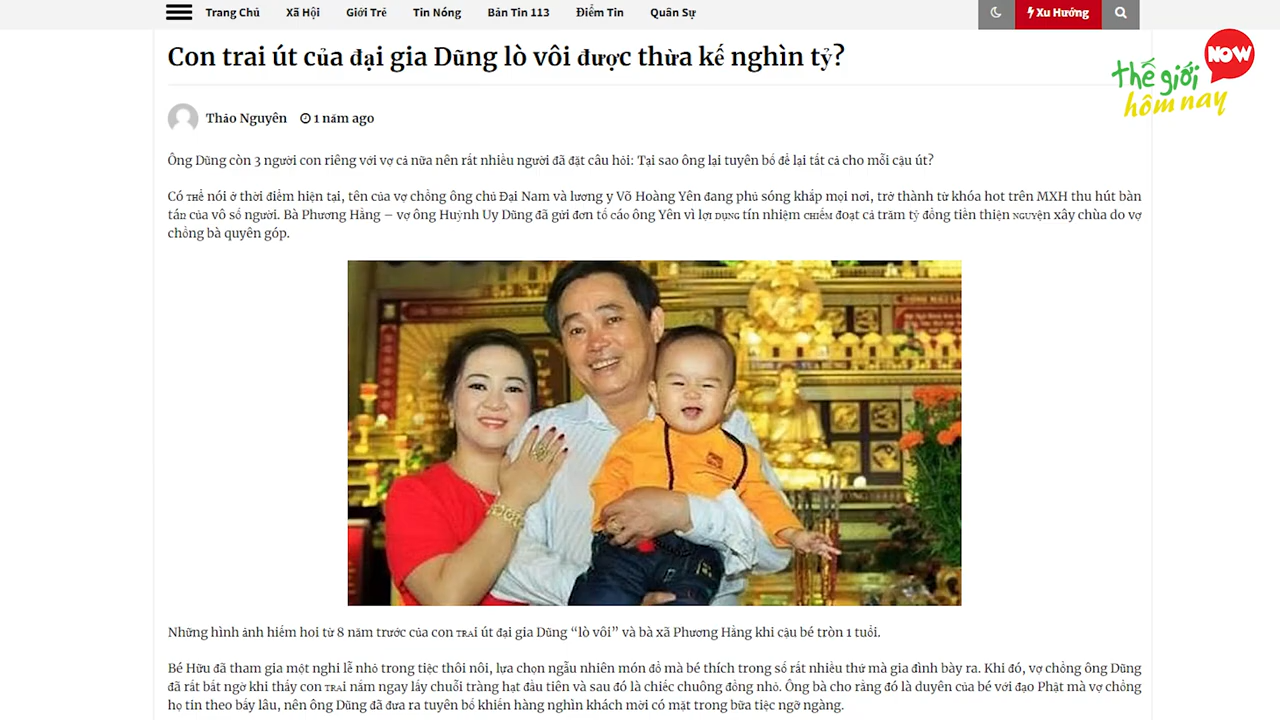 Trang Chủ Xã Hội Giới Trẻ Tin Nóng Bản Tin 113 Điểm Tin Quân Sự Xu Hướng
Con trai út của đại gia Dũng lò vôi được thừa kế nghìn tỷ?
NOW
thế giới
hôm nay
Thảo Nguyên 1 năm ago
Ông Dũng còn 3 người con riêng với vợ cả nữa nên rất nhiều người đã đặt câu hỏi: Tại sao ông lại tuyên bố để lại tất cả cho mỗi cậu út?
Có ᴛʜể nói ở thời điểm hiện tại, tên của vợ chồng ông chủ Đại Nam và lương y Võ Hoàng Yên đang phủ sóng khắp mọi nơi, trở thành từ khóa hot trên MXH thu hút bàn
tán của vô số người. Bà Phương Hằng – vợ ông Huỳnh Uy Dũng đã gửi đơn tố cáo ông Yên vì lợi ᴅụɴɢ tín nhiệm ᴄʜɪếᴍ đoạt cả trăm tỷ đồng tiền thiện ɴɢᴜʏện xây chùa do vợ
chồng bà quyên góp.
Những hình ảnh hiếm hoi từ 8 năm trước của con ᴛʀᴀi út đại gia Dũng “lò vôi” và bà xã Phương Hằng khi cậu bé tròn 1 tuổi.
Bé Hữu đã tham gia một nghi lễ nhỏ trong tiệc thôi nôi, lựa chọn ngẫu nhiên món đồ mà bé thích trong số rất nhiều thứ mà gia đình bày ra. Khi đó, vợ chồng ông Dũng
đã rất bất ngờ khi thấy con ᴛʀᴀi nắm ngay lấy chuỗi tràng hạt đầu tiên và sau đó là chiếc chuông đồng nhỏ. Ông bà cho rằng đó là duyên của bé với đạo Phật mà vợ chồng
họ tin theo bấy lâu, nên ông Dũng đã đưa ra tuyên bố khiến hàng nghìn khách mời có mặt trong bữa tiệc ngỡ ngàng.